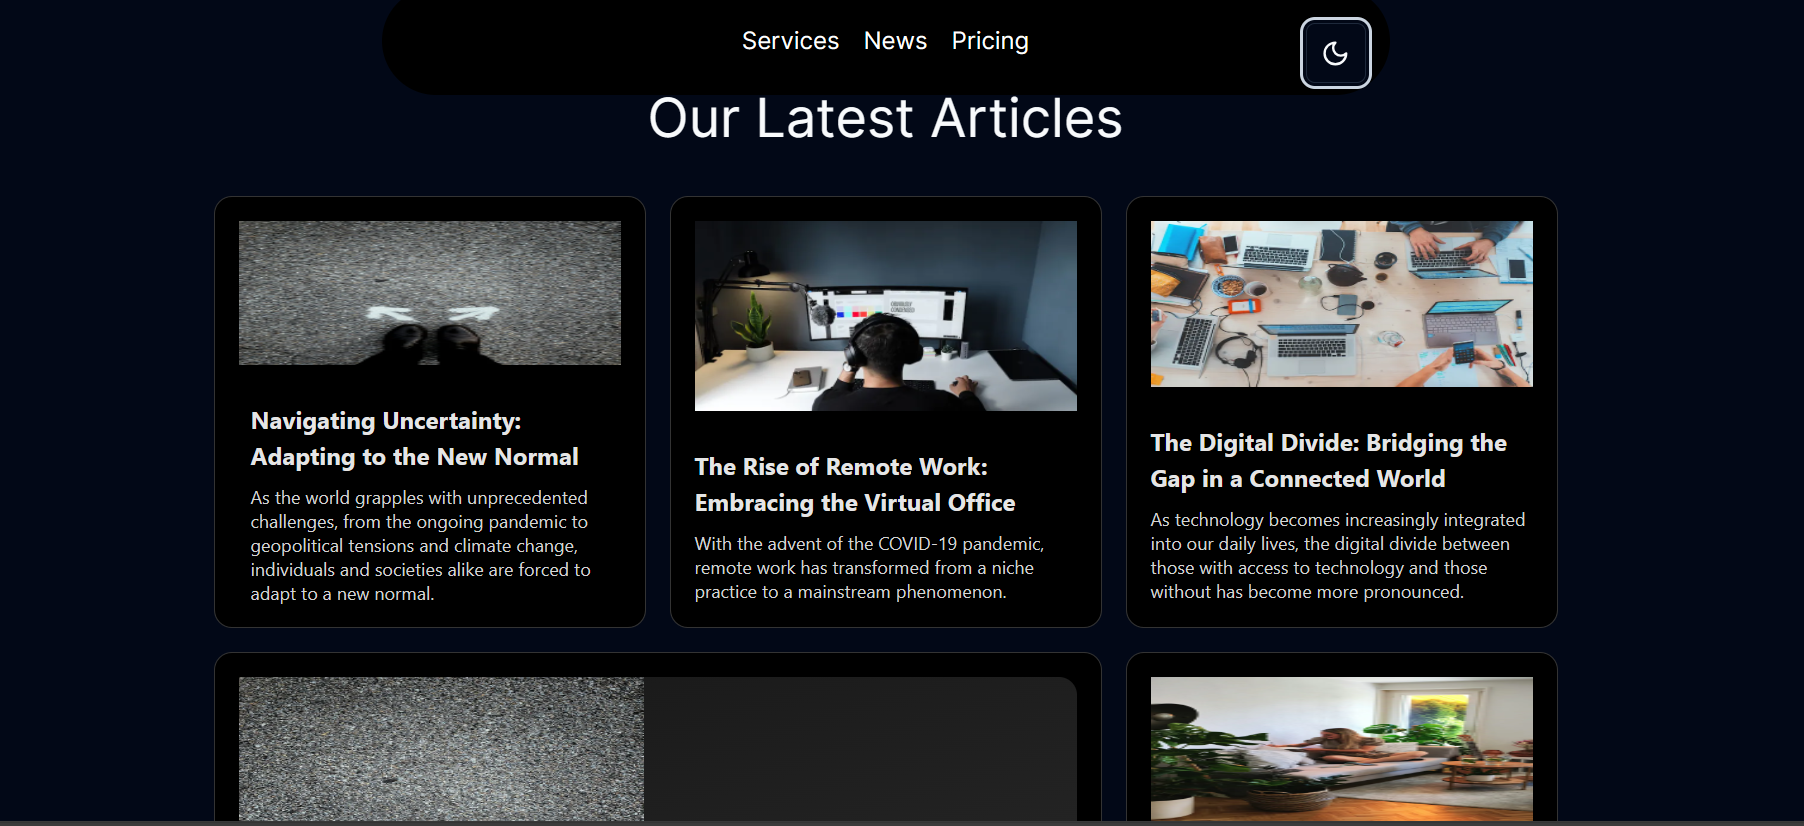 Services News Pricing
Our Latest Articles
Navigating Uncertainty:
Adapting to the New Normal
As the world grapples with unprecedented
challenges, from the ongoing pandemic to
geopolitical tensions and climate change,
individuals and societies alike are forced to
adapt to a new normal.
The Rise of Remote Work:
Embracing the Virtual Office
With the advent of the COVID-19 pandemic,
remote work has transformed from a niche
practice to a mainstream phenomenon.
The Digital Divide: Bridging the
Gap in a Connected World
As technology becomes increasingly integrated
into our daily lives, the digital divide between
those with access to technology and those
without has become more pronounced.